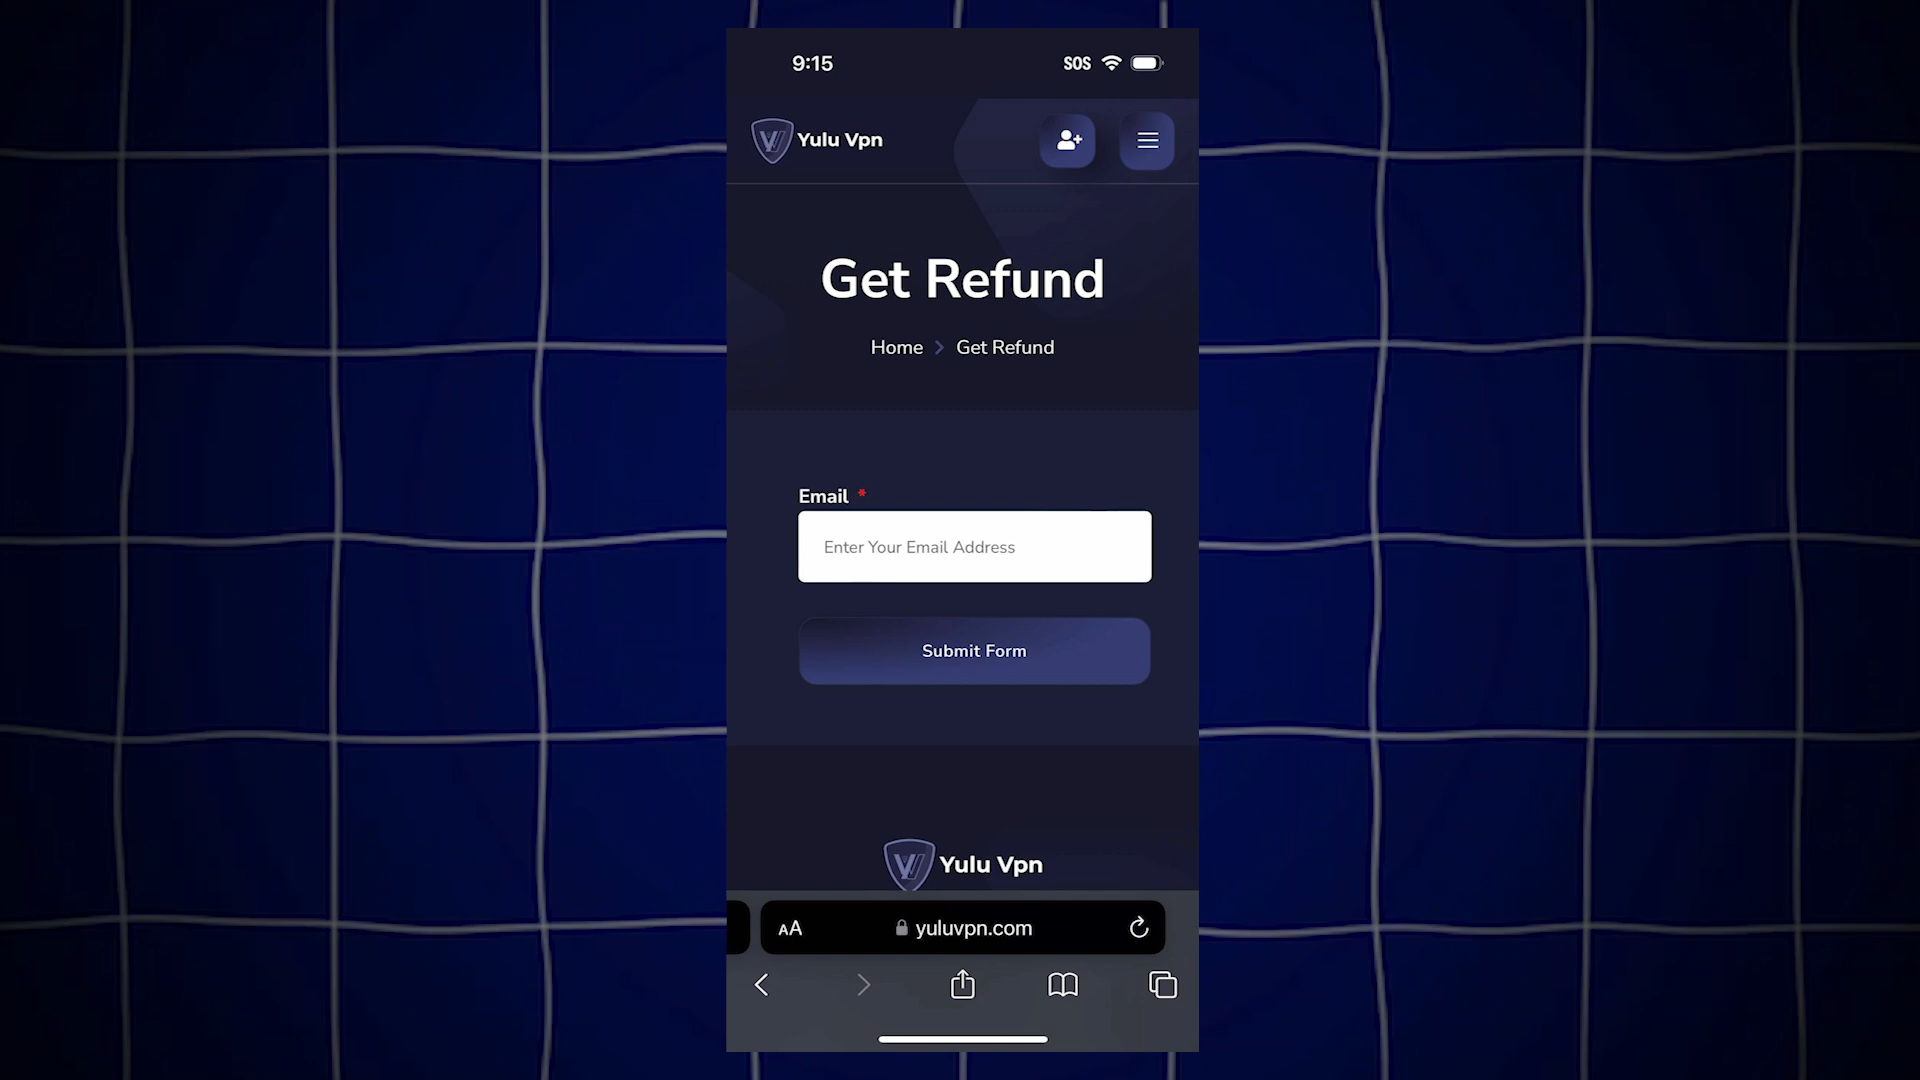 9:15
SOS
Yulu Vpn
Get Refund
Home > Get Refund
Email *
Enter Your Email Address
Submit Form
Yulu Vpn
AA
yuluvpn.com